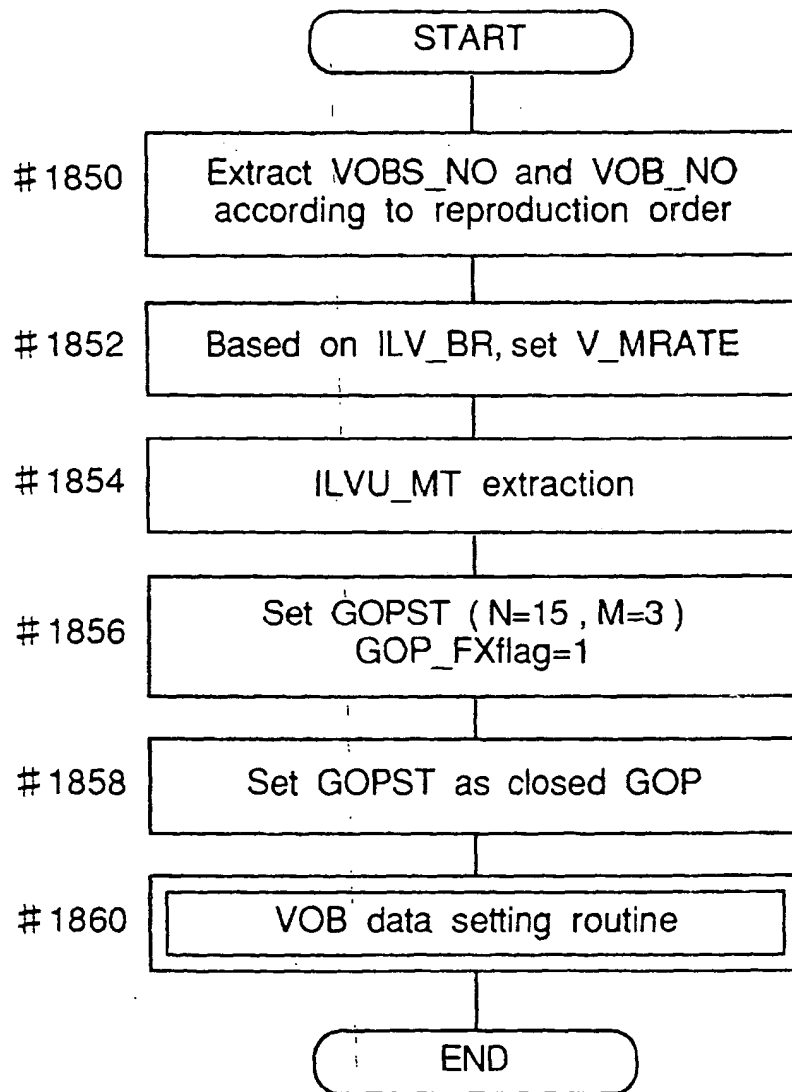 START
#1850
Extract VOBS_NO and VOB_NO
according to reproduction order
#1852
Based on ILV_BR, set V_MRATE
#1854
ILVU_MT extraction
#1856
Set GOPST (N=15, M=3)
GOP_FXflag=1
#1858
Set GOPST as closed GOP
#1860
VOB data setting routine
END